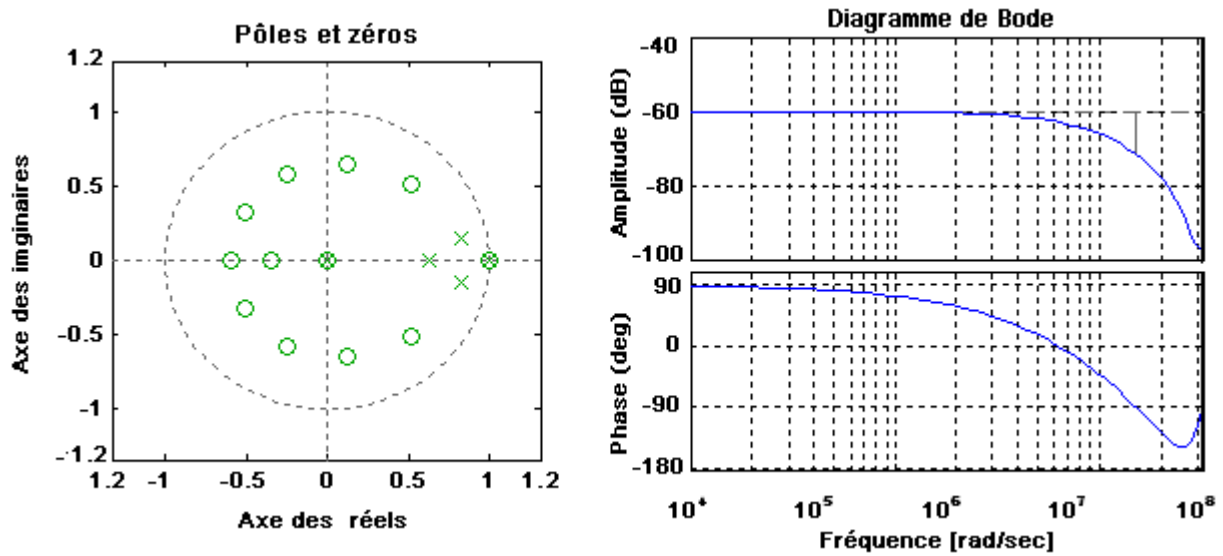 Pôles et zéros
1.2
1
0.5
0
-0.5
-1
-1.2
1.2 -1 -0.5 0 0.5 1 1.2
Axe des imginaires
Axe des réels
Diagramme de Bode
-40
-60
-80
-100
Amplitude (dB)
90
0
-90
-180
Phase (deg)
10⁴ 10⁵ 10⁶ 10⁷ 10⁸
Fréquence [rad/sec]